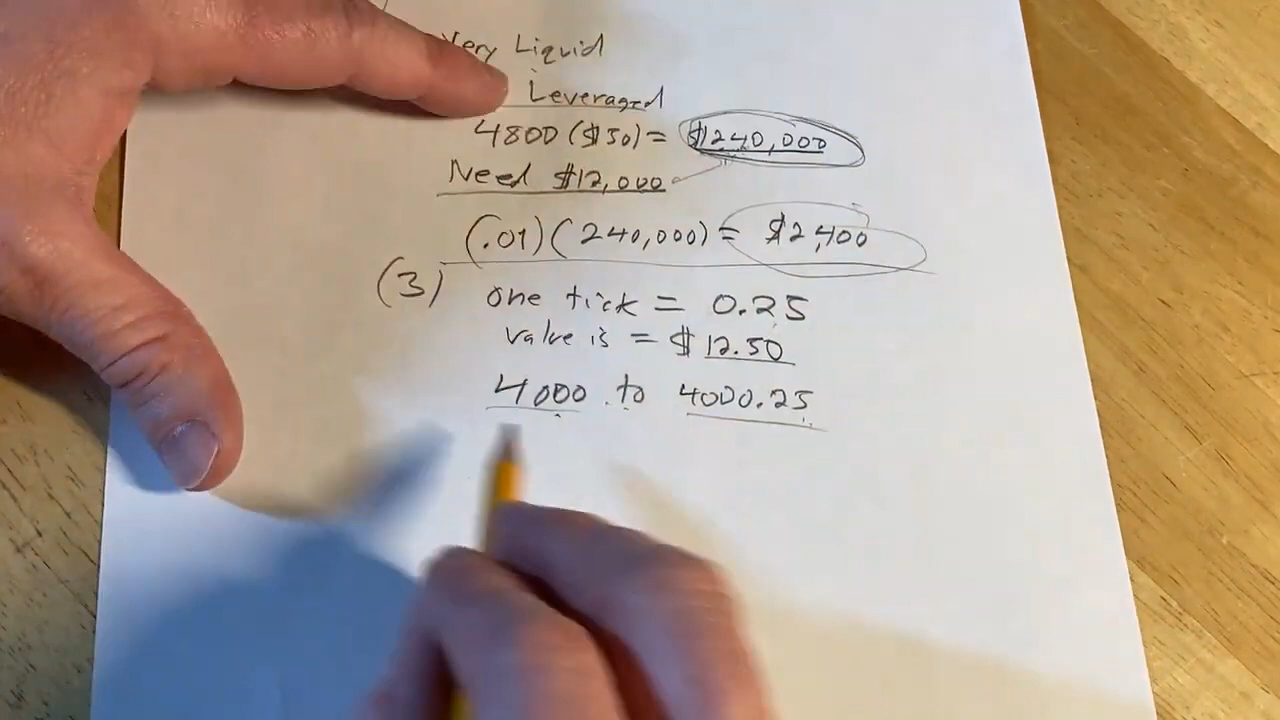 Very Liquid
Leveraged
4800 ($50) = $240,000
Need $12,000
(.01)(240,000) = $2,400
(3) one tick = 0.25
value is = $12.50
4000 to 4000.25